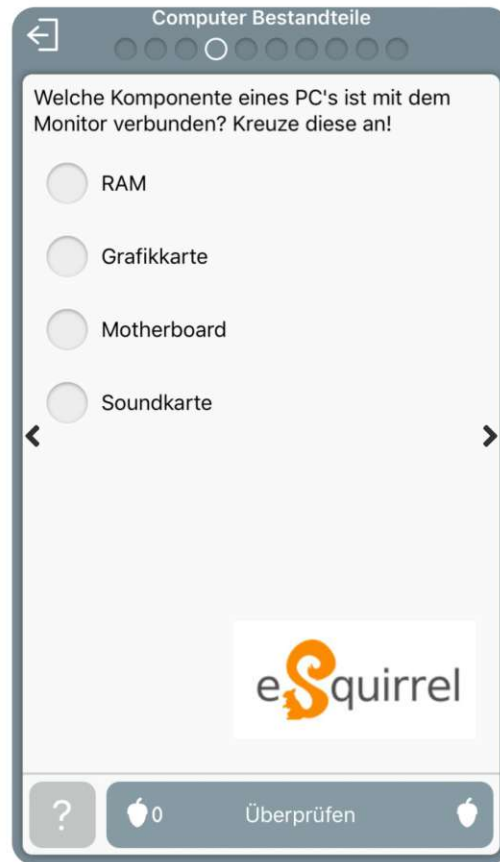 Computer Bestandteile
Welche Komponente eines PC's ist mit dem
Monitor verbunden? Kreuze diese an!
RAM
Grafikkarte
Motherboard
Soundkarte
eSquirrel
?
0 Überprüfen